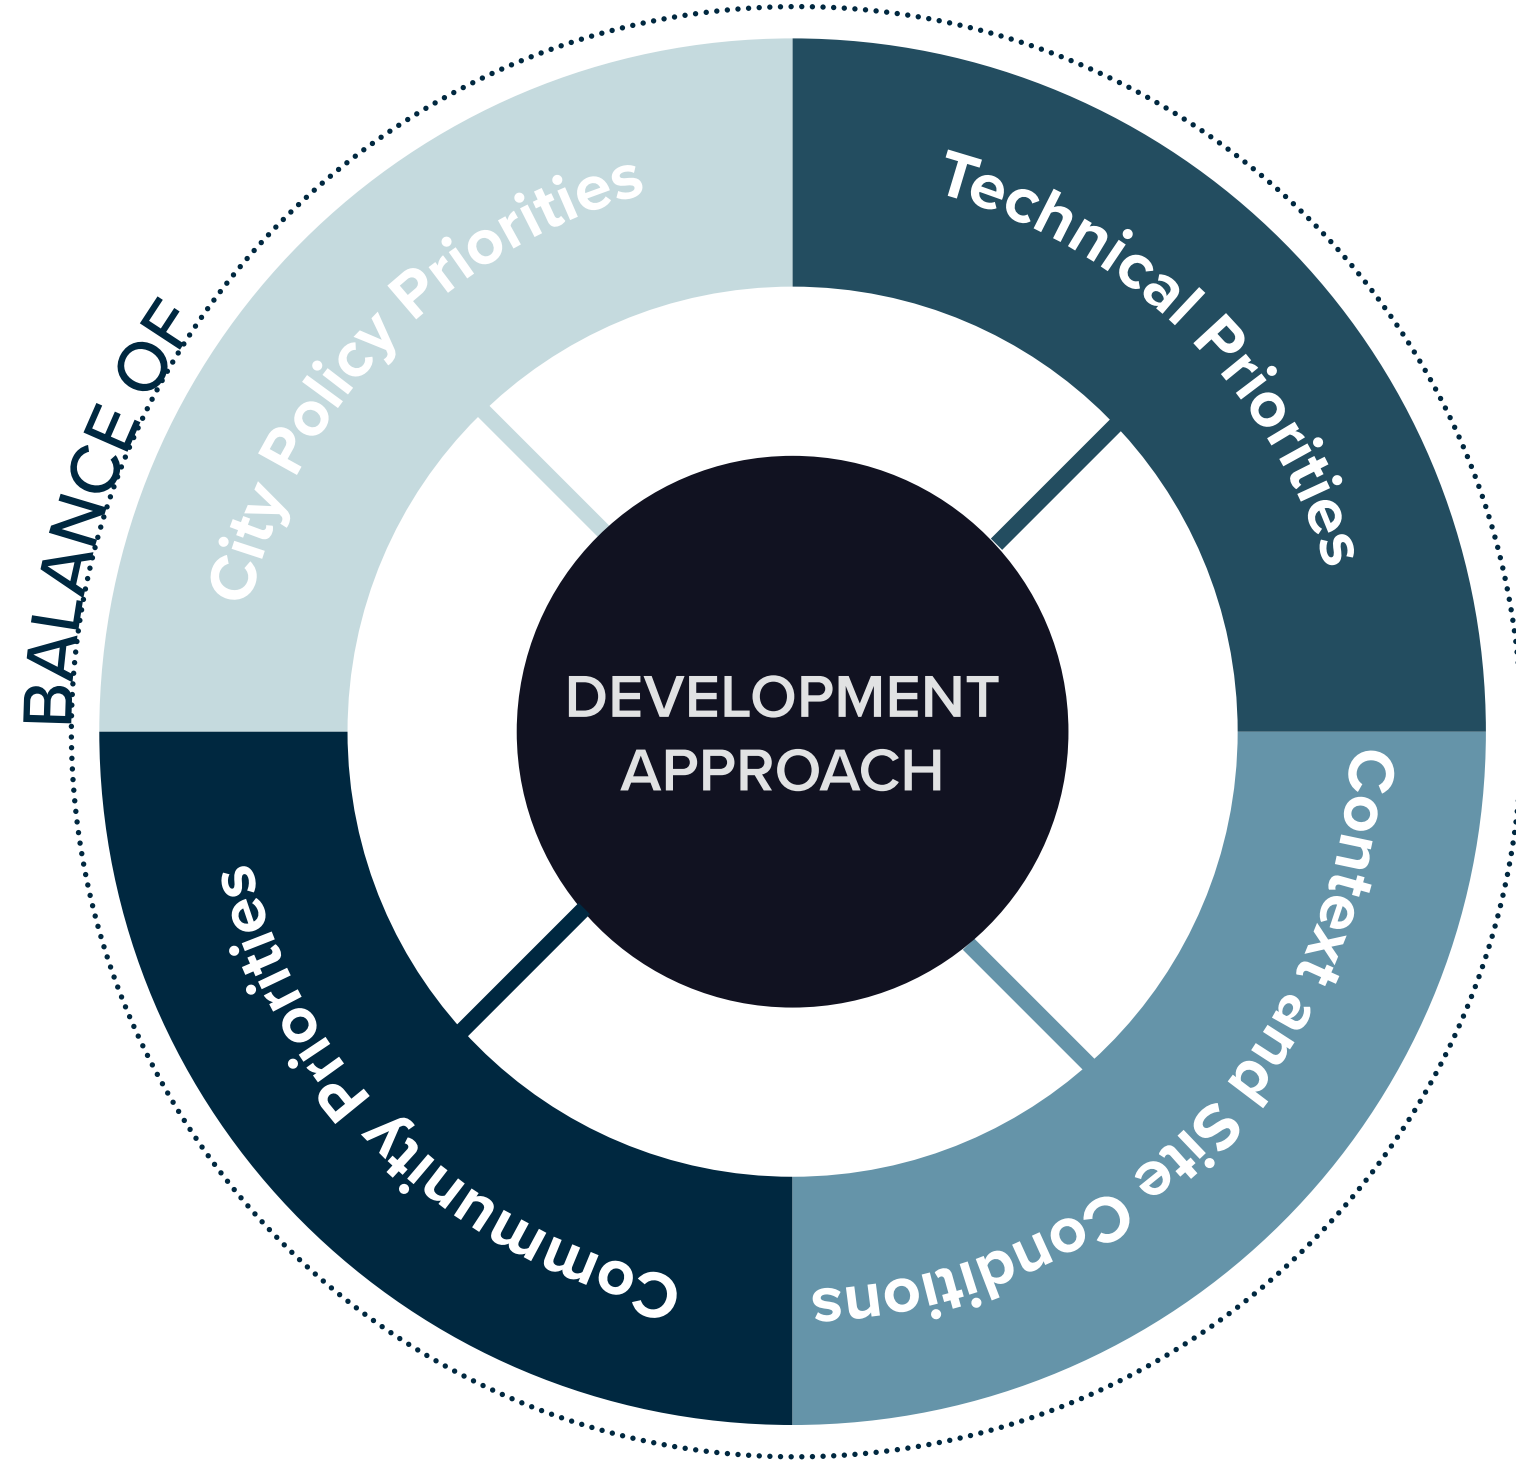 BALANCE OF
City Policy Priorities
Technical Priorities
Context and Site Conditions
Community Priorities
DEVELOPMENT
APPROACH